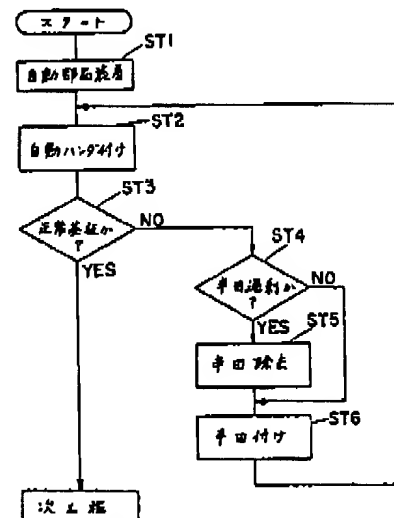 スタート
ST1
自動部品装着
ST2
自動ハンダ付け
ST3
正常基板か
?
NO
YES
ST4
半田過剰か
?
NO
YES
ST5
半田除去
ST6
半田付け
次工程